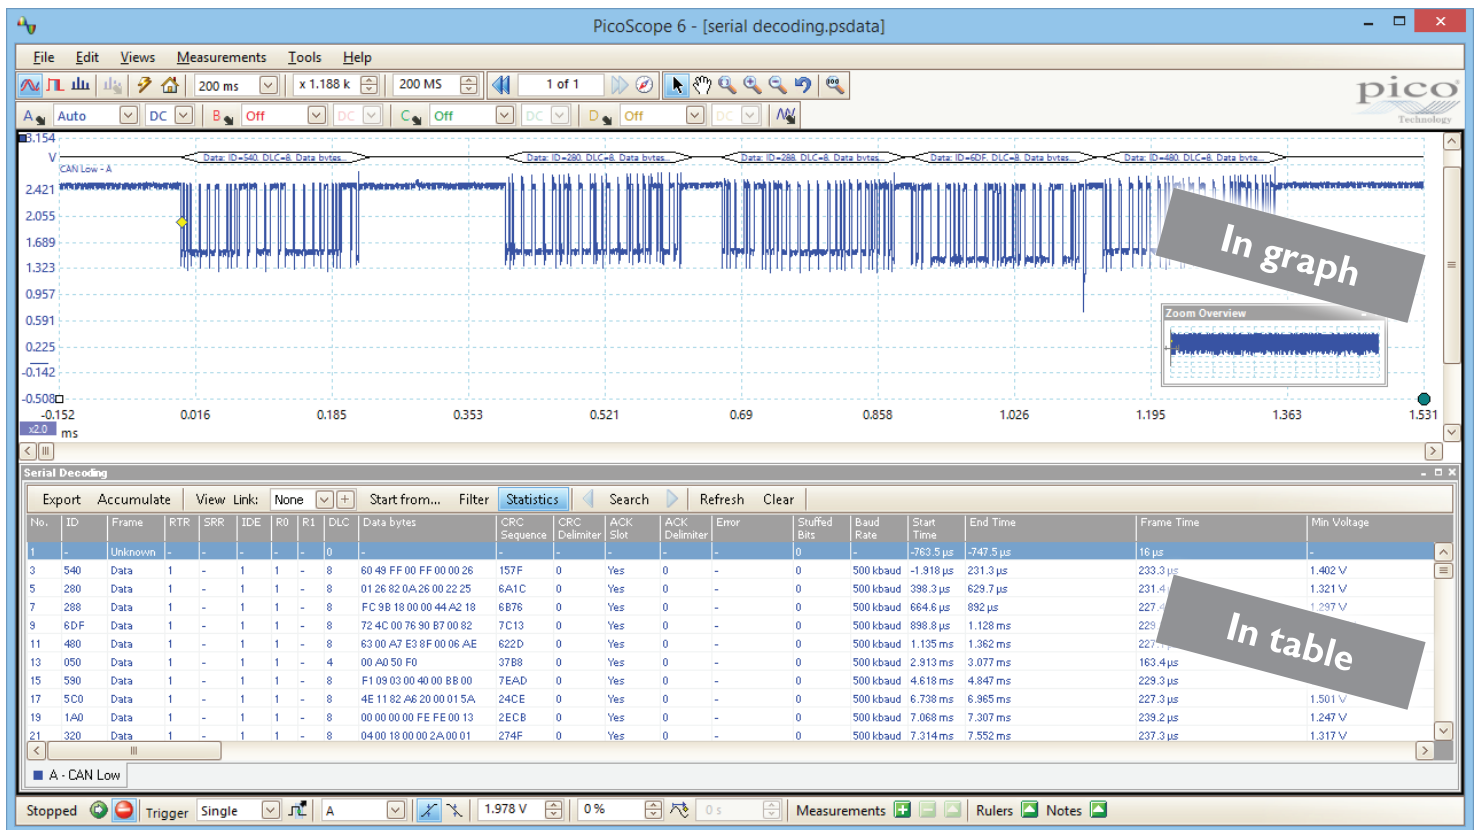 PicoScope 6 - [serial decoding.psdata]
File Edit Views Measurements Tools Help
200 ms x 1.188 k 200 MS 1 of 1
pico
Technology
A Auto DC B Off DC C Off DC D Off DC
3.154
V
Data: ID=540, DLC=8, Data bytes... Data: ID=280, DLC=8, Data bytes... Data: ID=288, DLC=8, Data bytes... Data: ID=6DF, DLC=8, Data bytes... Data: ID=480, DLC=8, Data byte...
CAN Low - A
2.421
2.055
1.689
1.323
0.957
0.591
0.225
-0.142
-0.508
In graph
Zoom Overview
-0.152 0.016 0.185 0.353 0.521 0.69 0.858 1.026 1.195 1.363 1.531
x2.0 ms
Serial Decoding
Export Accumulate View Link: None Start from... Filter Statistics Search Refresh Clear
No. ID Frame RTR SRR IDE R0 R1 DLC Data bytes CRC Sequence CRC Delimiter ACK Slot ACK Delimiter Error Stuffed Bits Baud Rate Start Time End Time Frame Time Min Voltage
1 - Unknown - - - - - 0 - - - - - - 0 - -763.5 µs -747.5 µs 16 µs -
3 540 Data 1 - 1 1 - 8 60 49 FF 00 FF 00 00 26 157F 0 Yes 0 - 0 500 kbaud -1.918 µs 231.3 µs 233.3 µs 1.402 V
5 280 Data 1 - 1 1 - 8 01 26 82 0A 26 00 22 25 6A1C 0 Yes 0 - 0 500 kbaud 398.3 µs 629.7 µs 231.4 1.321 V
7 288 Data 1 - 1 1 - 8 FC 9B 18 00 00 44 A2 18 6B76 0 Yes 0 - 0 500 kbaud 664.6 µs 892 µs 227.4 1.297 V
9 6DF Data 1 - 1 1 - 8 72 4C 00 76 90 B7 00 82 7C13 0 Yes 0 - 0 500 kbaud 898.8 µs 1.128 ms 229
11 480 Data 1 - 1 1 - 8 63 00 A7 E3 8F 00 06 AE 622D 0 Yes 0 - 0 500 kbaud 1.135 ms 1.362 ms 227
13 050 Data 1 - 1 1 - 4 00 A0 50 F0 37B8 0 Yes 0 - 0 500 kbaud 2.913 ms 3.077 ms 163.4 µs
15 590 Data 1 - 1 1 - 8 F1 09 03 00 40 00 BB 00 7EAD 0 Yes 0 - 0 500 kbaud 4.618 ms 4.847 ms 229.3 µs
17 5C0 Data 1 - 1 1 - 8 4E 11 82 A6 20 00 01 5A 24CE 0 Yes 0 - 0 500 kbaud 6.738 ms 6.965 ms 227.3 µs 1.501 V
19 1A0 Data 1 - 1 1 - 8 00 00 00 00 FE FE 00 13 2ECB 0 Yes 0 - 0 500 kbaud 7.068 ms 7.307 ms 239.2 µs 1.247 V
21 320 Data 1 - 1 1 - 8 04 00 18 00 00 2A 00 01 274F 0 Yes 0 - 0 500 kbaud 7.314 ms 7.552 ms 237.3 µs 1.317 V
In table
A - CAN Low
Stopped Trigger Single A 1.978 V 0 % 0 s Measurements Rulers Notes